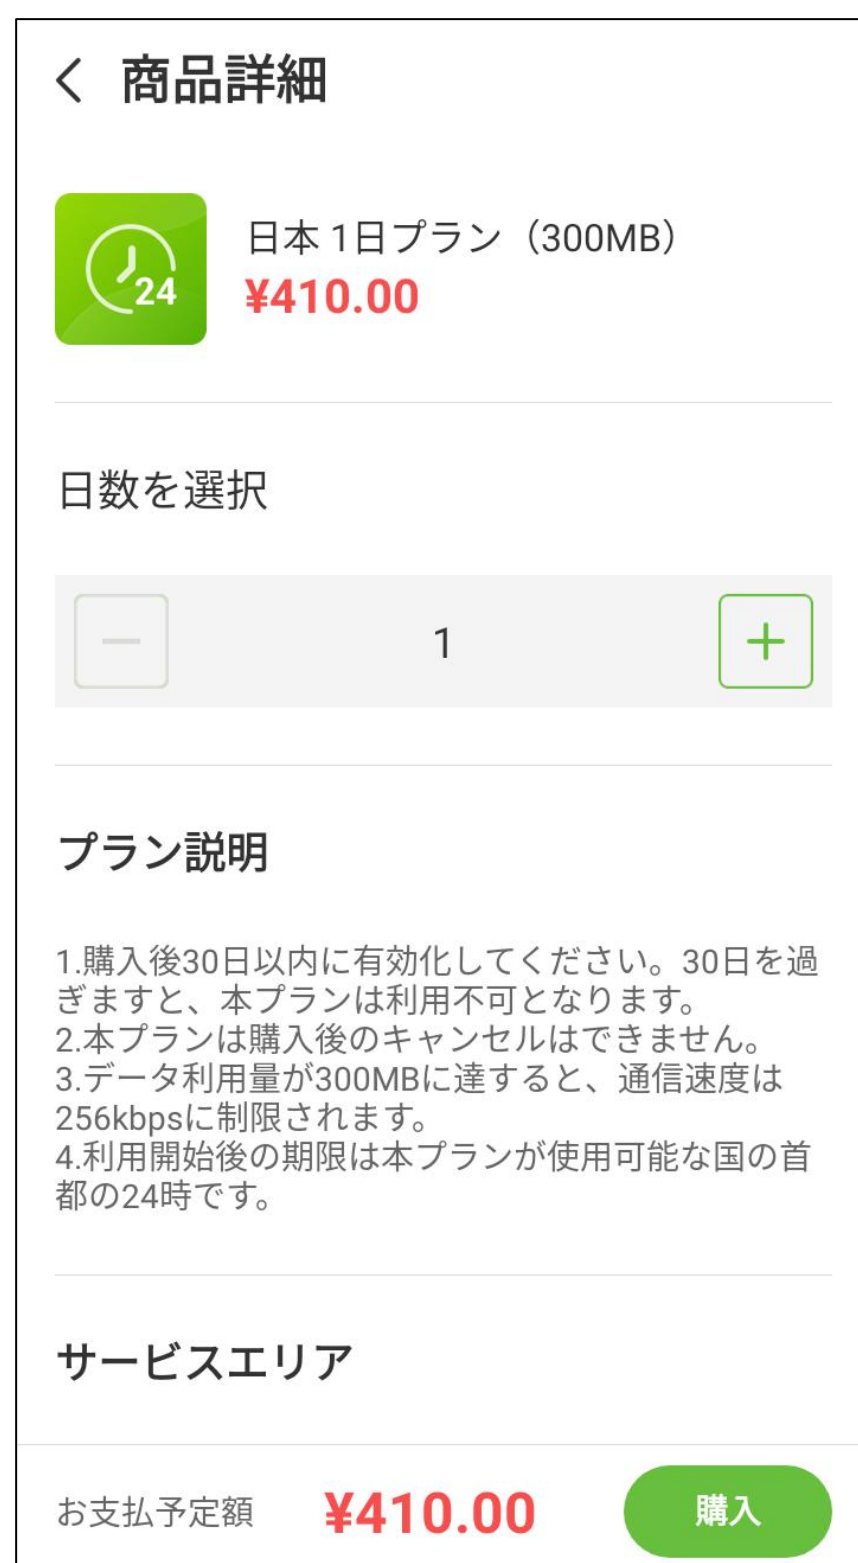 商品詳細
24
日本 1日プラン（300MB）
¥410.00
日数を選択
1
プラン説明
1.購入後30日以内に有効化してください。30日を過
ぎますと、本プランは利用不可となります。
2.本プランは購入後のキャンセルはできません。
3.データ利用量が300MBに達すると、通信速度は
256kbpsに制限されます。
4.利用開始後の期限は本プランが使用可能な国の首
都の24時です。
サービスエリア
お支払予定額 ¥410.00 購入